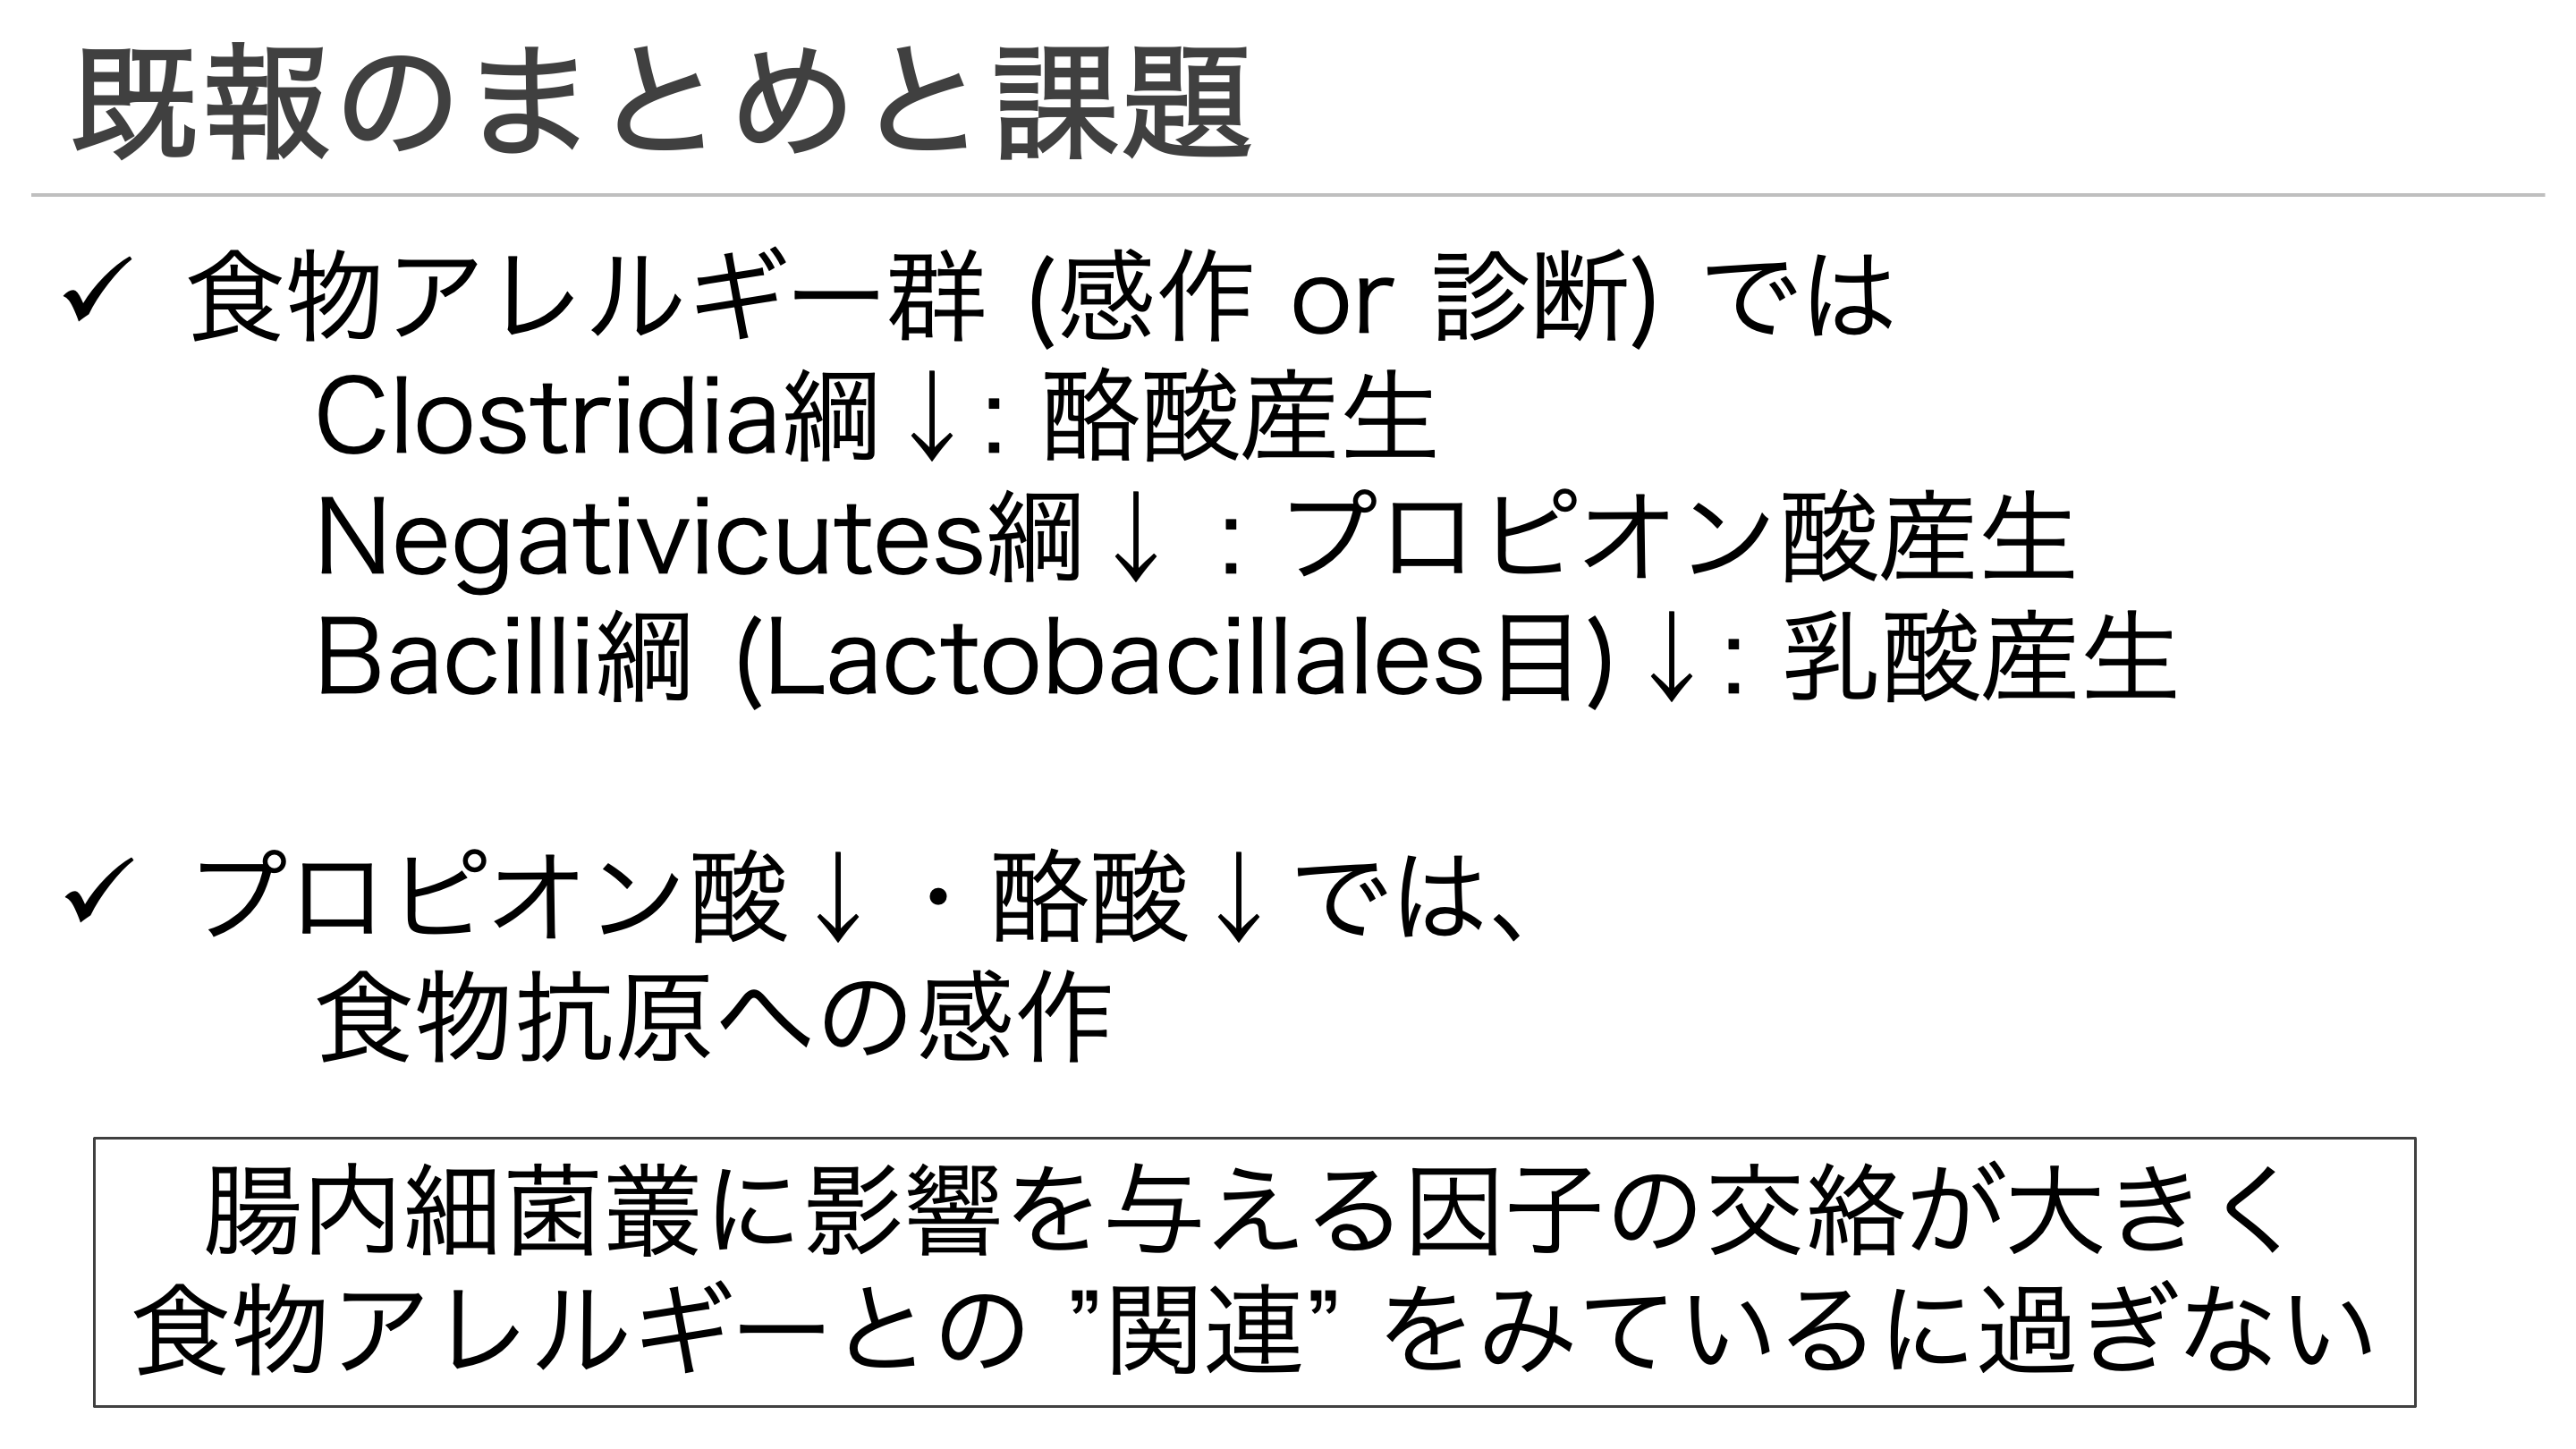 既報のまとめと課題
✓ 食物アレルギー群 (感作 or 診断) では
Clostridia綱↓: 酪酸産生
Negativicutes綱↓ : プロピオン酸産生
Bacilli綱 (Lactobacillales目)↓: 乳酸産生
✓ プロピオン酸↓・酪酸↓では、
食物抗原への感作
腸内細菌叢に影響を与える因子の交絡が大きく
食物アレルギーとの ”関連” をみているに過ぎない